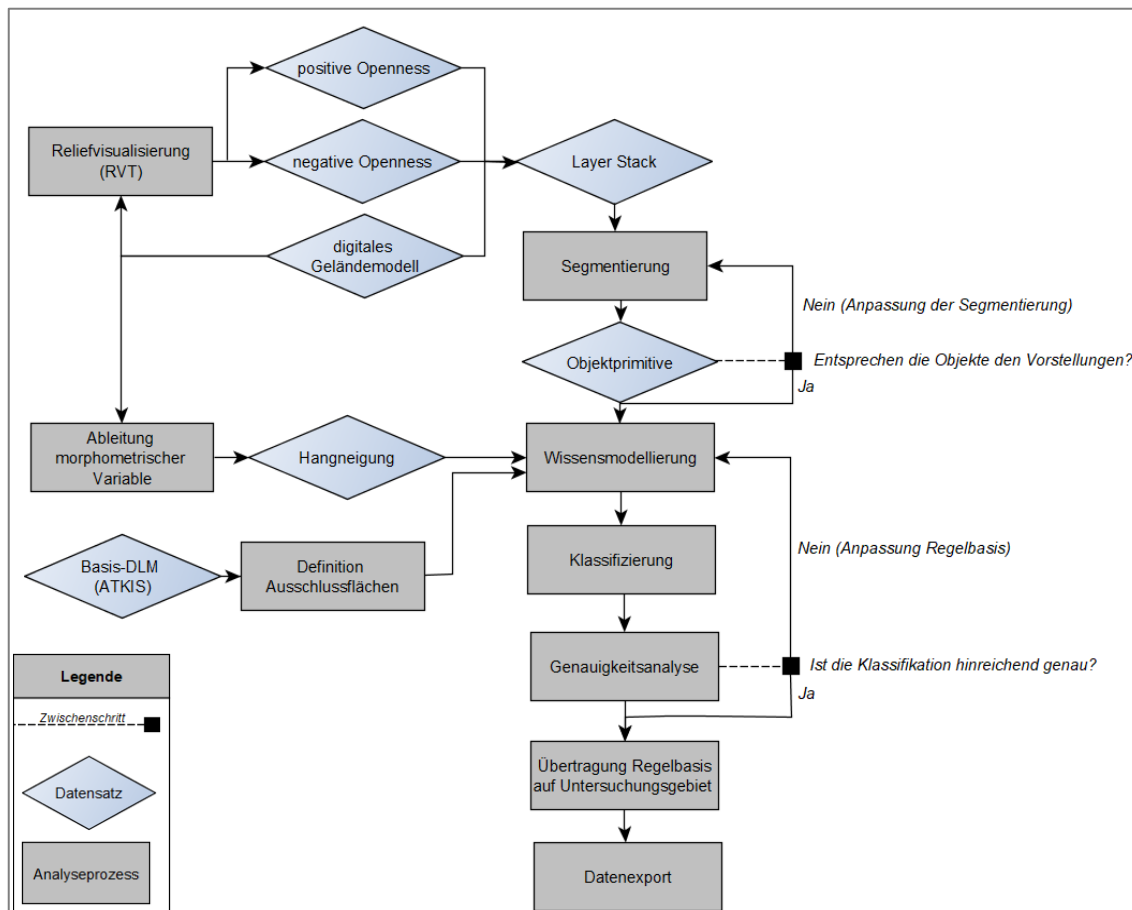 positive Openness
Reliefvisualisierung
(RVT)
negative Openness
Layer Stack
digitales
Geländemodell
Segmentierung
Nein (Anpassung der Segmentierung)
Objektprimitive
Entsprechen die Objekte den Vorstellungen?
Ja
Ableitung
morphometrischer
Variable
Hangneigung
Wissensmodellierung
Nein (Anpassung Regelbasis)
Basis-DLM
(ATKIS)
Definition
Ausschlussflächen
Klassifizierung
Genauigkeitsanalyse
Ist die Klassifikation hinreichend genau?
Ja
Legende
Zwischenschritt
Datensatz
Analyseprozess
Übertragung Regelbasis
auf Untersuchungsgebiet
Datenexport